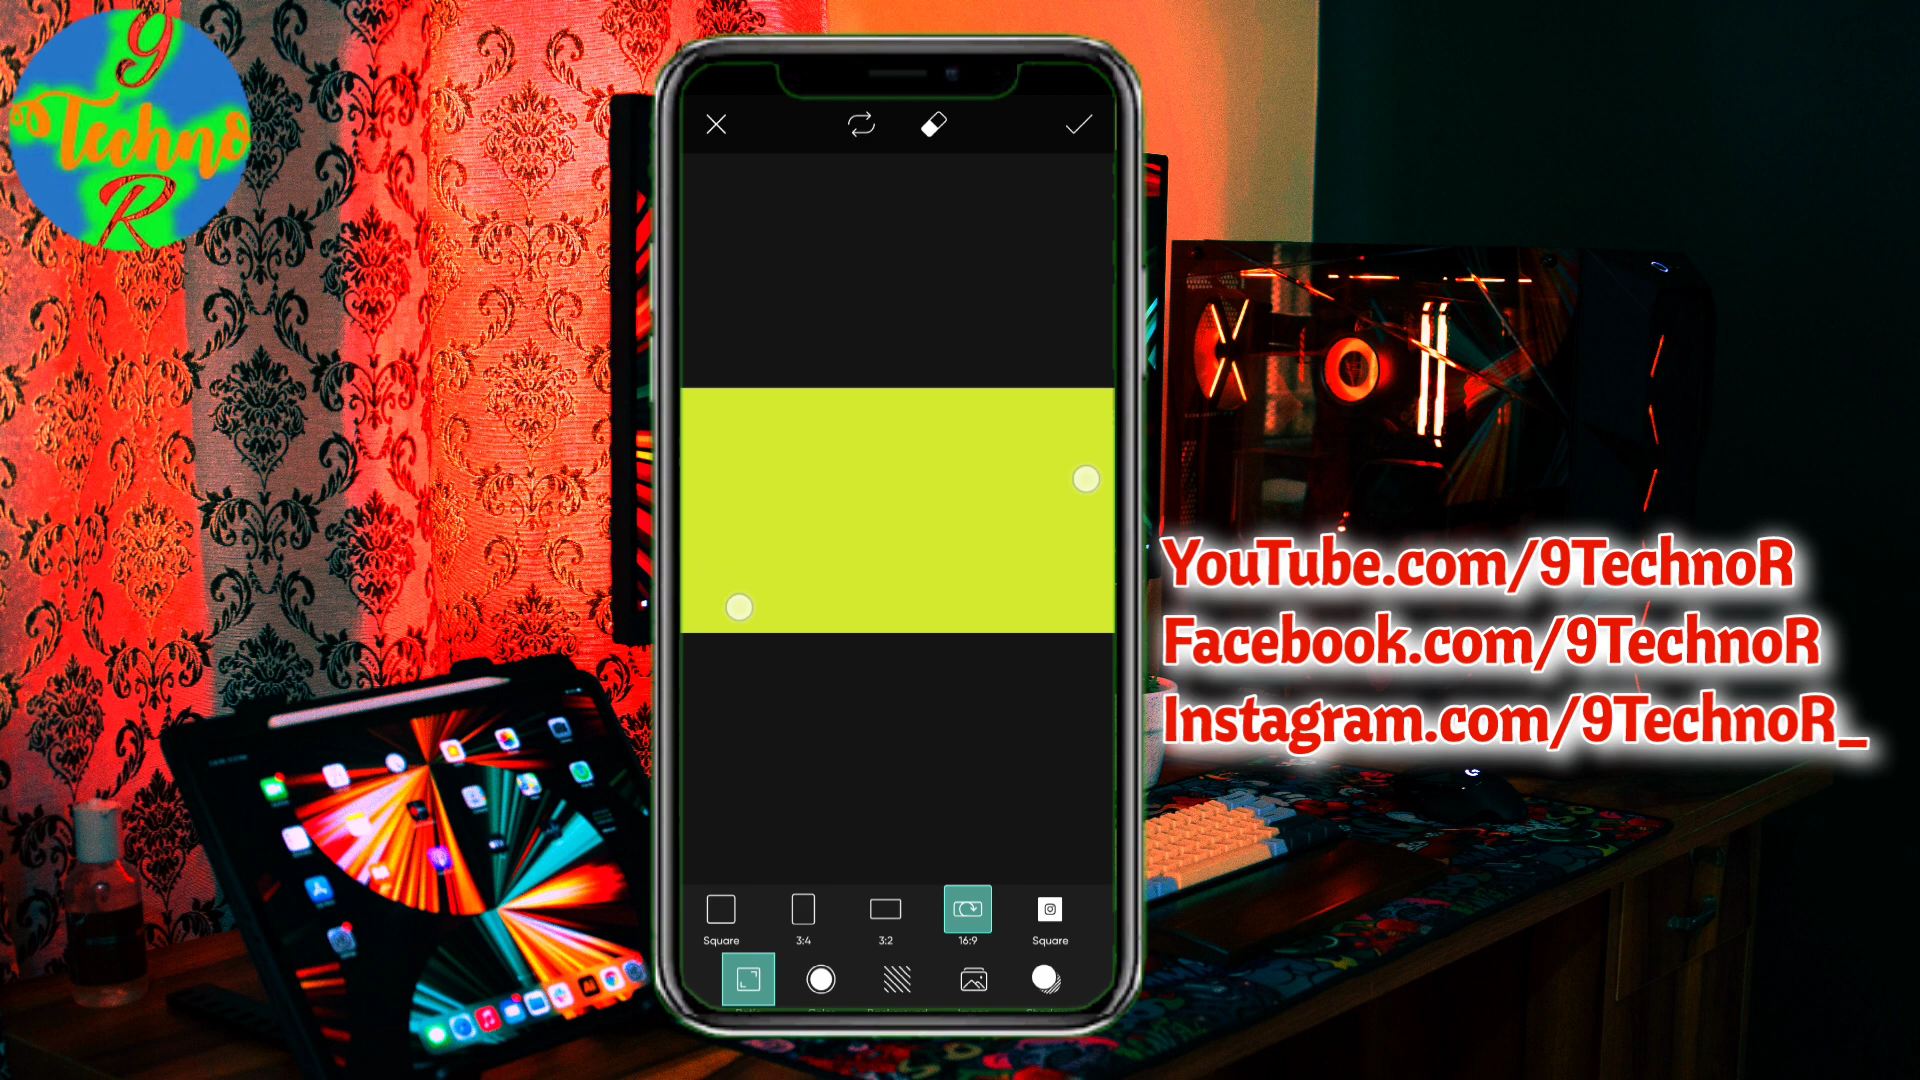 9
Techno
R
YouTube.com/9TechnoR
Facebook.com/9TechnoR
Instagram.com/9TechnoR_
Square 3:4 3:2 16:9 Square